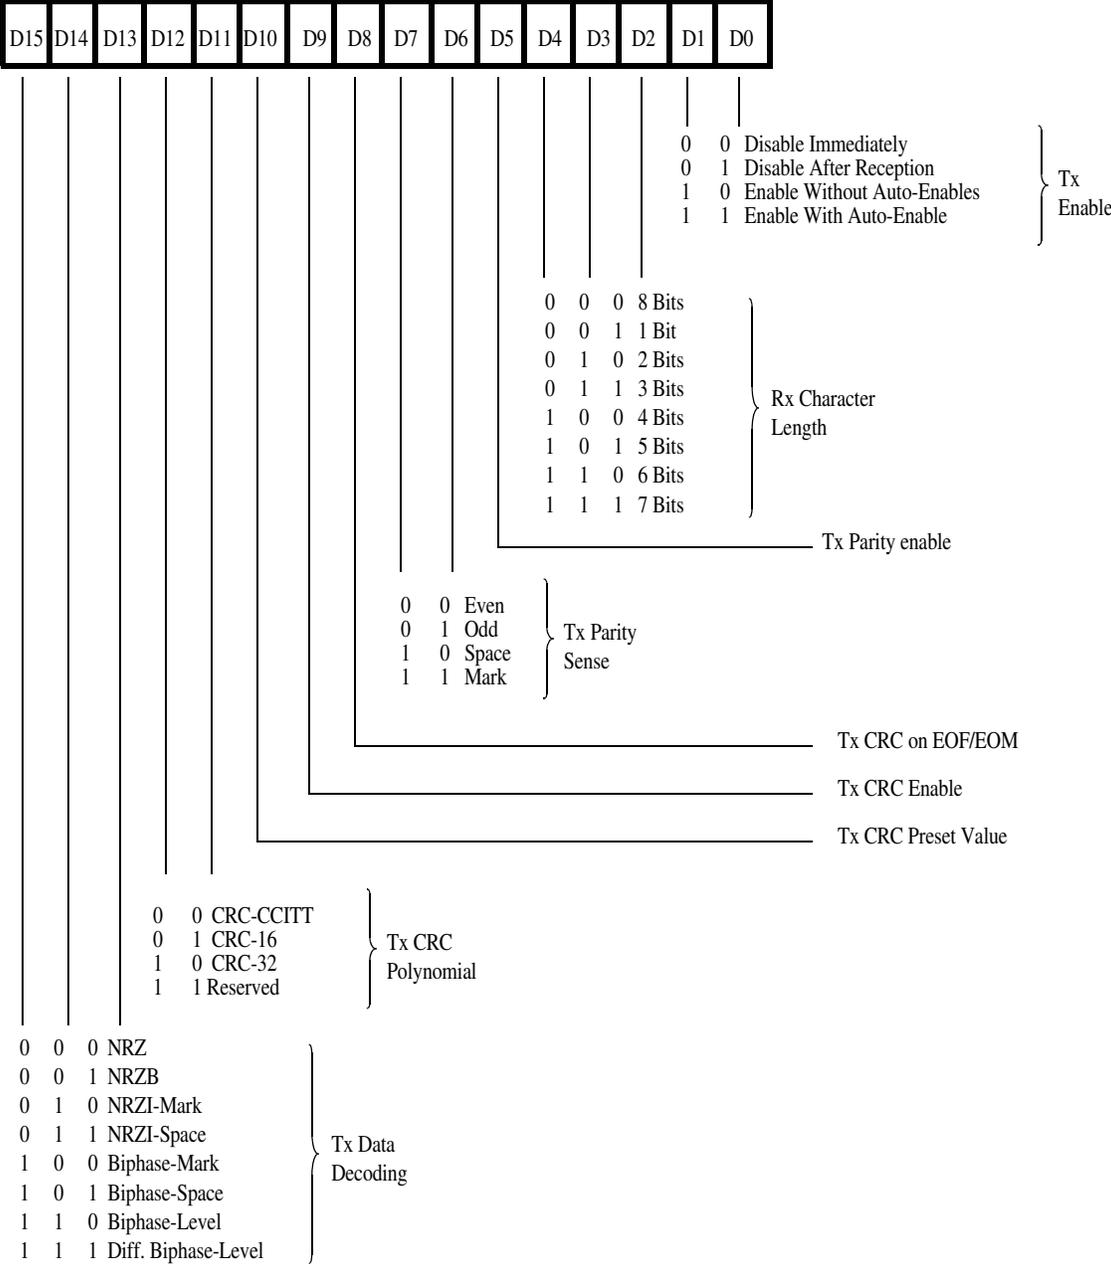 D15 D14 D13 D12 D11 D10 D9 D8 D7 D6 D5 D4 D3 D2 D1 D0
0 0 Disable Immediately
0 1 Disable After Reception
1 0 Enable Without Auto-Enables
1 1 Enable With Auto-Enable
Tx
Enable
0 0 0 8 Bits
0 0 1 1 Bit
0 1 0 2 Bits
0 1 1 3 Bits
1 0 0 4 Bits
1 0 1 5 Bits
1 1 0 6 Bits
1 1 1 7 Bits
Rx Character
Length
Tx Parity enable
0 0 Even
0 1 Odd
1 0 Space
1 1 Mark
Tx Parity
Sense
Tx CRC on EOF/EOM
Tx CRC Enable
Tx CRC Preset Value
0 0 CRC-CCITT
0 1 CRC-16
1 0 CRC-32
1 1 Reserved
Tx CRC
Polynomial
0 0 0 NRZ
0 0 1 NRZB
0 1 0 NRZI-Mark
0 1 1 NRZI-Space
1 0 0 Biphase-Mark
1 0 1 Biphase-Space
1 1 0 Biphase-Level
1 1 1 Diff. Biphase-Level
Tx Data
Decoding